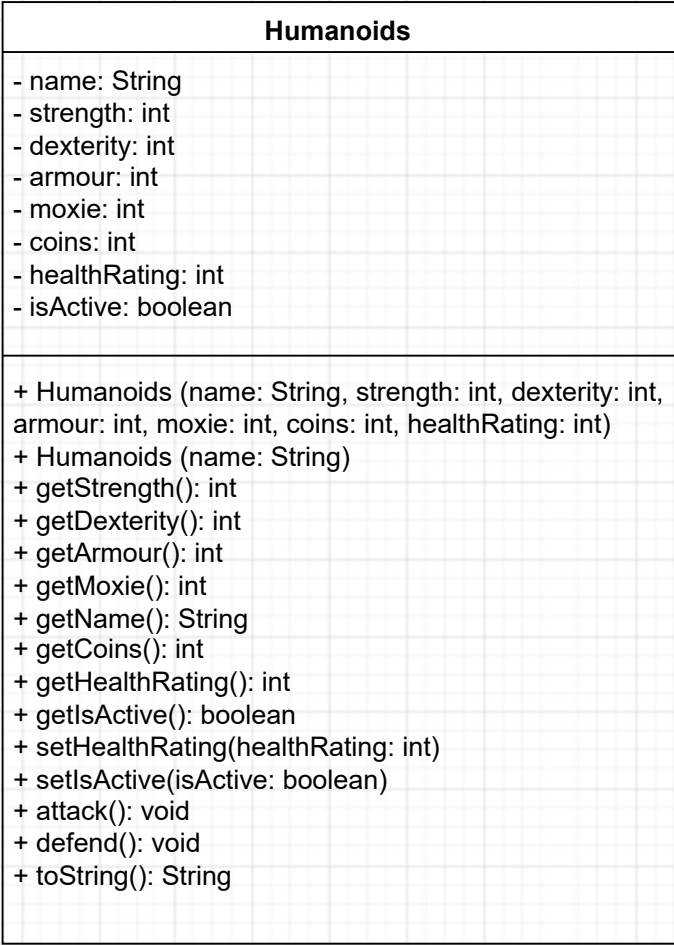 Humanoids
- name: String
- strength: int
- dexterity: int
- armour: int
- moxie: int
- coins: int
- healthRating: int
- isActive: boolean
+ Humanoids (name: String, strength: int, dexterity: int,
armour: int, moxie: int, coins: int, healthRating: int)
+ Humanoids (name: String)
+ getStrength(): int
+ getDexterity(): int
+ getArmour(): int
+ getMoxie(): int
+ getName(): String
+ getCoins(): int
+ getHealthRating(): int
+ getIsActive(): boolean
+ setHealthRating(healthRating: int)
+ setIsActive(isActive: boolean)
+ attack(): void
+ defend(): void
+ toString(): String